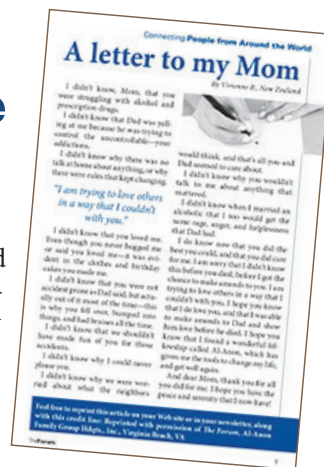 e
d
r
l
Connecting People from Around the World
A letter to my Mom
By Vivienne B., New Zealand
I didn't know, Mom, that you
were struggling with alcohol and
prescription drugs.
I didn't know that Dad was yell-
ing at me because he was trying to
control the uncontrollable—your
addictions.
I didn't know why there was no
talk at home about anything, or why
there were rules that kept changing.
"I am trying to love others
in a way that I couldn't
with you."
I didn't know that you loved me.
Even though you never hugged me
or said you loved me—it was evi-
dent in the clothes and birthday
cakes you made me.
I didn't know that you were not
accident prone as Dad said, but actu-
ally out of it most of the time—this
is why you fell over, bumped into
things, and had bruises all the time.
I didn't know that we shouldn't
have made fun of you for those
accidents.
I didn't know why I could never
please you.
I didn't know why we were wor-
ried about what the neighbors
would think, and that's all you and
Dad seemed to care about.
I didn't know why you wouldn't
talk to me about anything that
mattered.
I didn't know when I married an
alcoholic that I too would get the
same rage, anger, and helplessness
that Dad had.
I do know now that you did the
best you could, and that you did care
for me. I am sorry that I didn't know
this before you died, before I got the
chance to make amends to you. I am
trying to love others in a way that I
couldn't with you. I hope you know
that I do love you, and that I was able
to make amends to Dad and show
him love before he died. I hope you
know that I found a wonderful fel-
lowship called Al-Anon, which has
given me the tools to change my life,
and get well again.
And dear Mom, thank you for all
you did for me. I hope you have the
peace and serenity that I now have!
Feel free to reprint this article on your Web site or in your newsletter, along
with this credit line: Reprinted with permission of The Forum, Al-Anon
Family Group Hdqts., Inc., Virginia Beach, VA